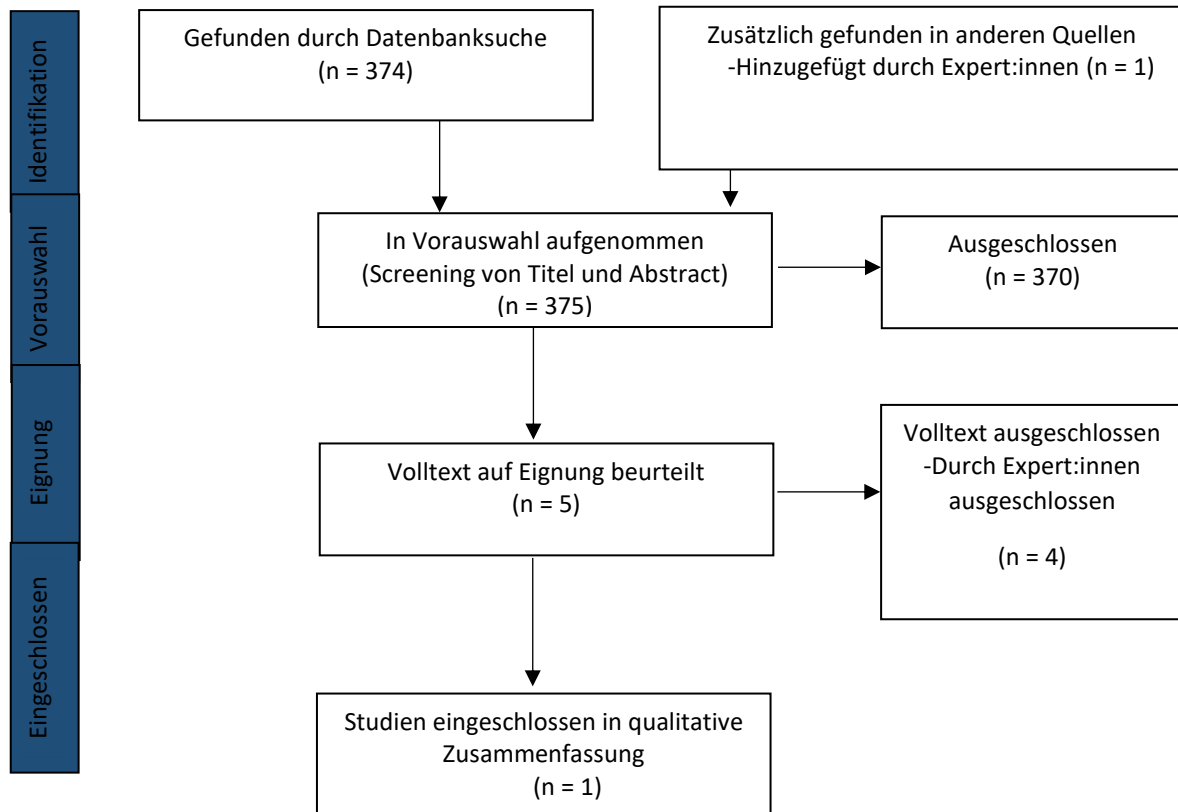 Identifikation
Gefunden durch Datenbanksuche
(n = 374)
Zusätzlich gefunden in anderen Quellen
-Hinzugefügt durch Expert:innen (n = 1)
Vorauswahl
In Vorauswahl aufgenommen
(Screening von Titel und Abstract)
(n = 375)
Ausgeschlossen
(n = 370)
Eignung
Volltext auf Eignung beurteilt
(n = 5)
Volltext ausgeschlossen
-Durch Expert:innen
ausgeschlossen
(n = 4)
Eingeschlossen
Studien eingeschlossen in qualitative
Zusammenfassung
(n = 1)